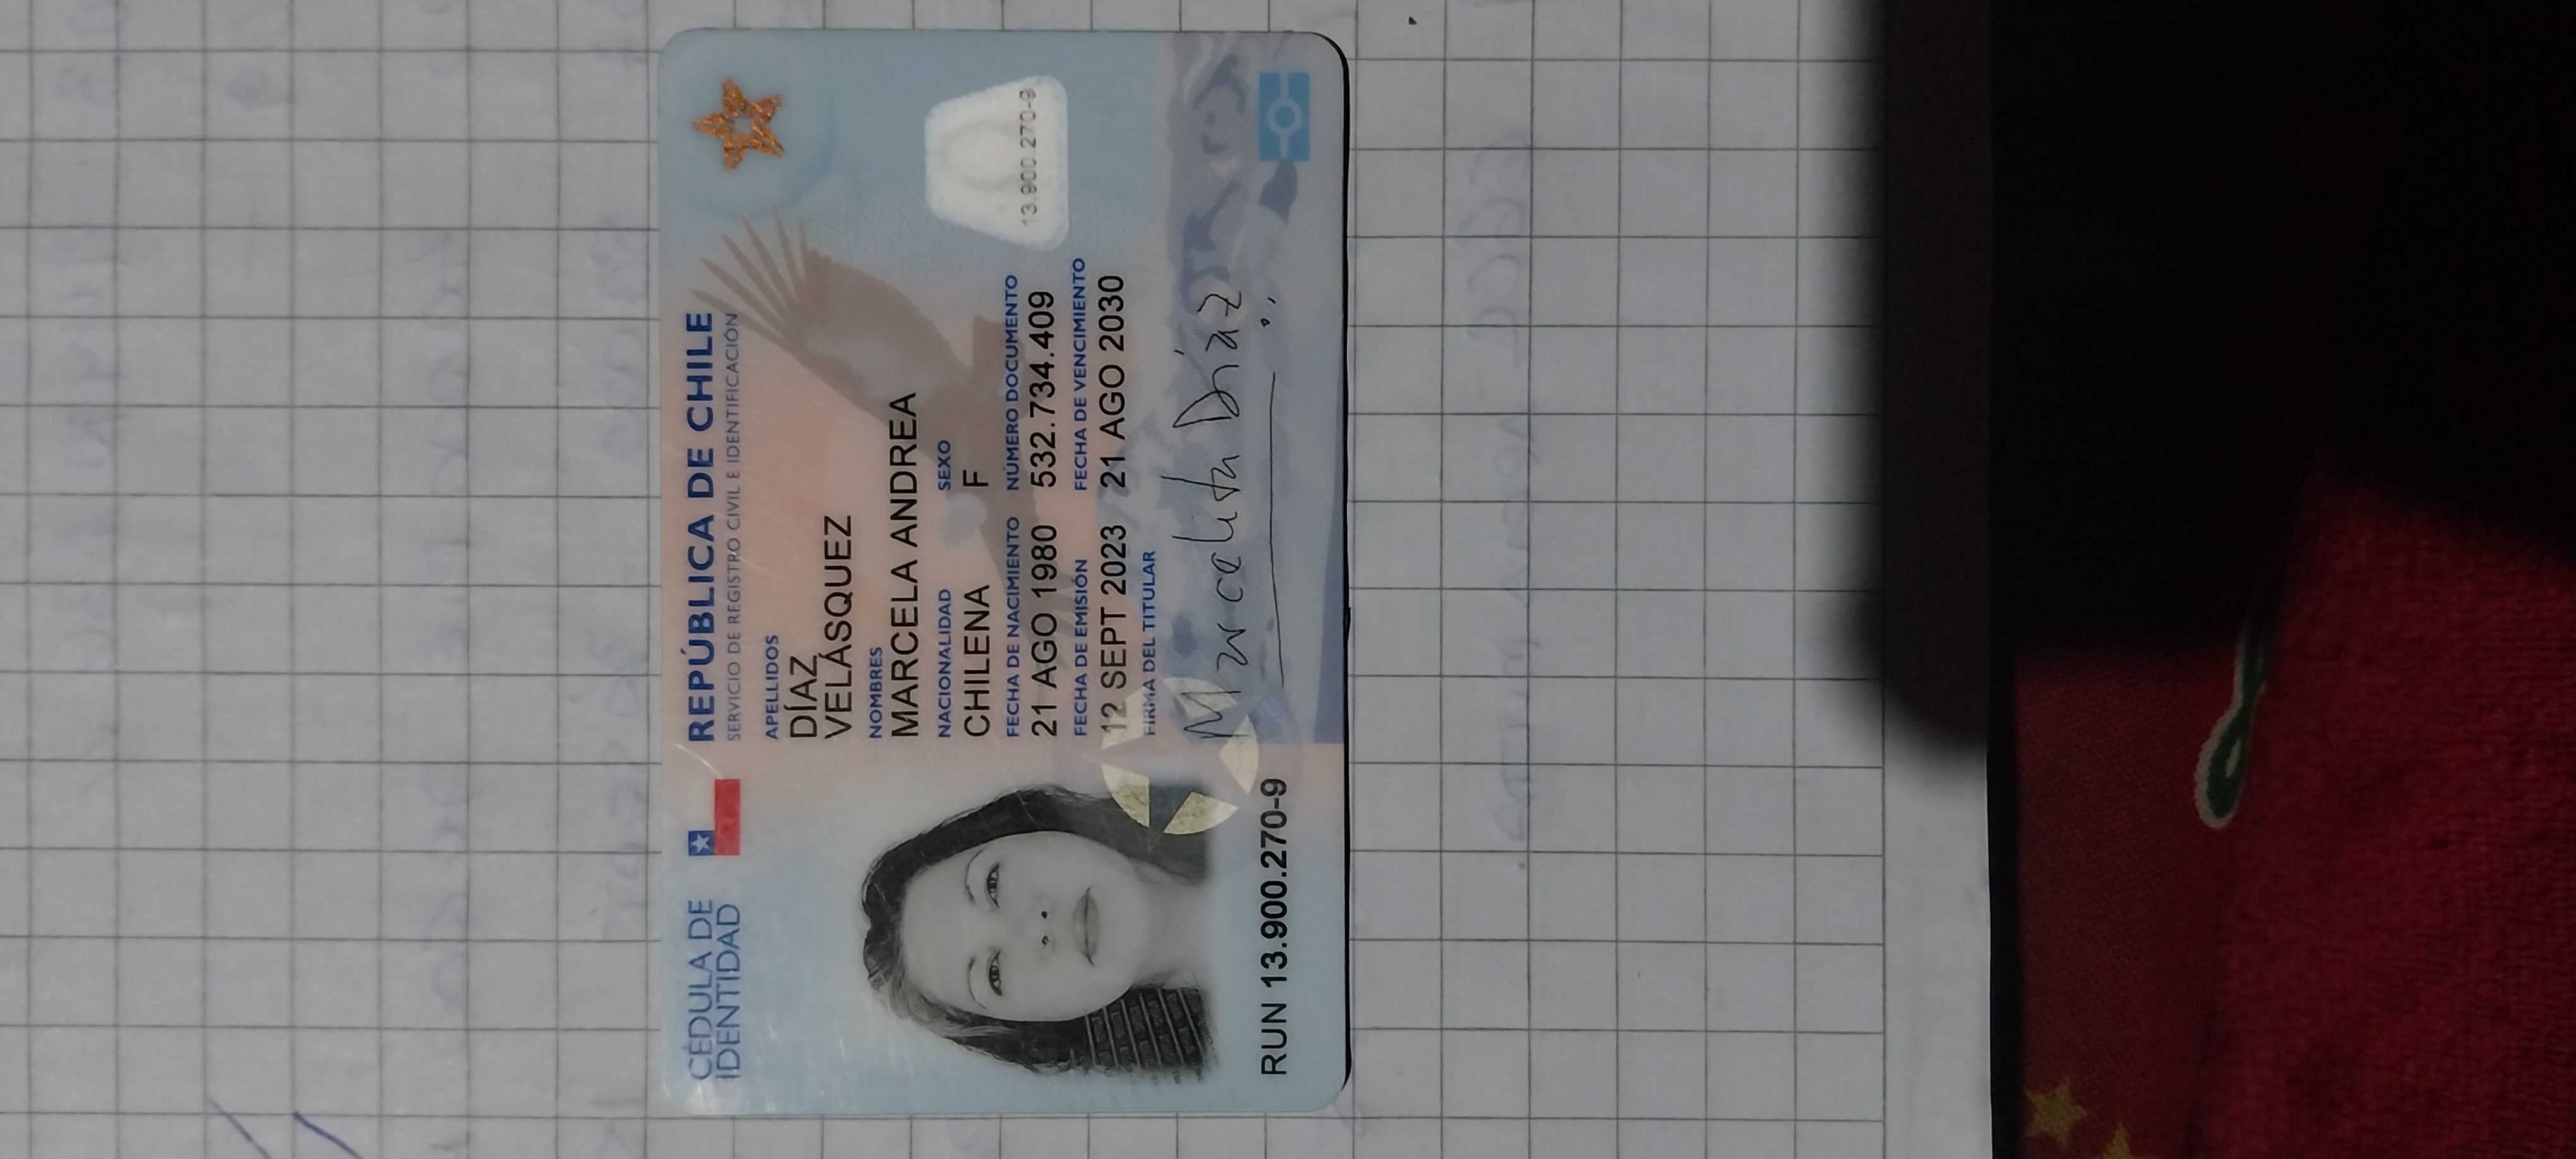 CÉDULA DE
IDENTIDAD
REPÚBLICA DE CHILE
SERVICIO DE REGISTRO CIVIL E IDENTIFICACIÓN
APELLIDOS
DÍAZ
VELÁSQUEZ
NOMBRES
MARCELA ANDREA
NACIONALIDAD SEXO
CHILENA F
FECHA DE NACIMIENTO NÚMERO DOCUMENTO
21 AGO 1980 532.734.409
13.900.270-9
FECHA DE EMISIÓN FECHA DE VENCIMIENTO
12 SEPT 2023 21 AGO 2030
FIRMA DEL TITULAR
Marcelita Díaz
RUN 13.900.270-9